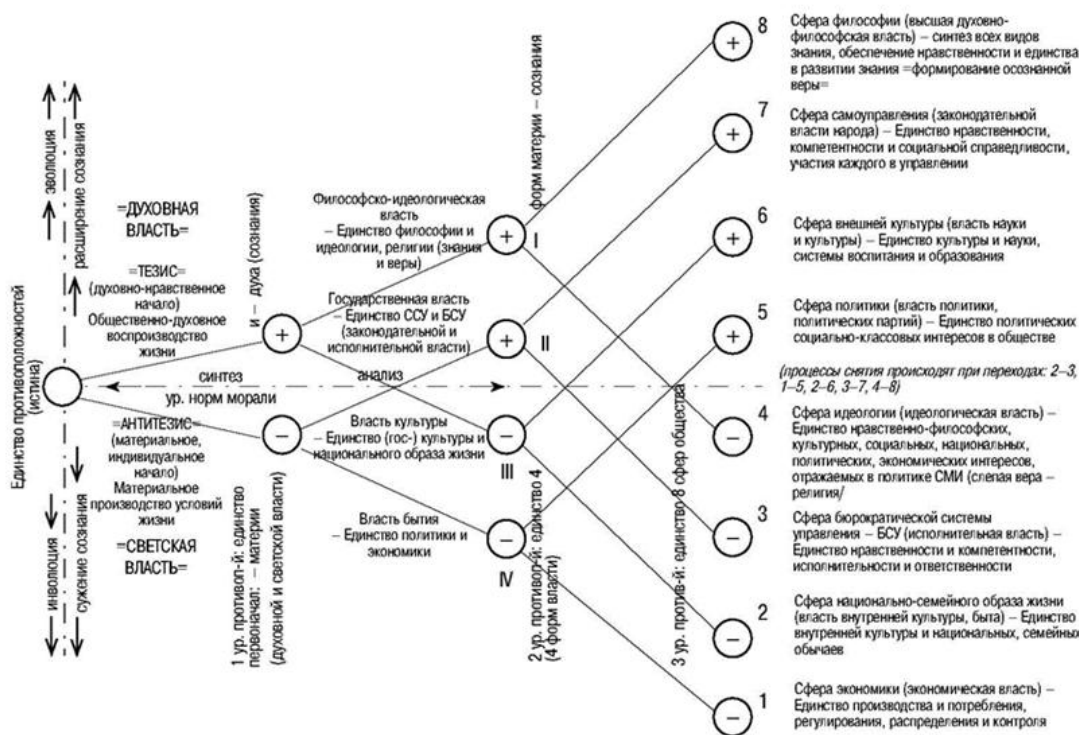 8
Сфера философии (высшая духовно-
философская власть) – синтез всех видов
знания, обеспечение нравственности и единства
в развитии знания =формирование осознанной
веры=
7
Сфера самоуправления (законодательной
власти народа) – Единство нравственности,
компетентности и социальной справедливости,
участия каждого в управлении
6
Сфера внешней культуры (власть науки
и культуры) – Единство культуры и науки,
системы воспитания и образования
5
Сфера политики (власть политики,
политических партий) – Единство политических
социально-классовых интересов в обществе
(процессы снятия происходят при переходах: 2–3,
1–5, 2–6, 3–7, 4–8)
4
Сфера идеологии (идеологическая власть) –
Единство нравственно-философских,
культурных, социальных, национальных,
политических, экономических интересов,
отражаемых в политике СМИ (слепая вера –
религия/
3
Сфера бюрократической системы
управления – БСУ (исполнительная власть) –
Единство нравственности и компетентности,
исполнительности и ответственности
2
Сфера национально-семейного образа жизни
(власть внутренней культуры, быта) – Единство
внутренней культуры и национальных, семейных
обычаев
1
Сфера экономики (экономическая власть) –
Единство производства и потребления,
регулирования, распределения и контроля
Единство противоположностей
(истина)
эволюция
расширение сознания
инволюция
сужение сознания
=ДУХОВНАЯ
ВЛАСТЬ=
=ТЕЗИС=
(духовно-нравственное
начало)
Общественно-духовное
воспроизводство
жизни
синтез
анализ
ур. норм морали
=АНТИТЕЗИС=
(материальное,
индивидуальное
начало)
Материальное
производство условий
жизни
=СВЕТСКАЯ
ВЛАСТЬ=
и – духа (сознания)
1 ур. противоп-й: единство
первоначал: – материи
(духовной и светской власти)
Философско-идеологическая
власть
– Единство философии и
идеологии, религии (знания
и веры)
I
Государственная власть
– Единство ССУ и БСУ
(законодательной и
исполнительной власти)
II
Власть культуры
– Единство (гос-) культуры и
национального образа жизни
III
Власть бытия
– Единство политики и
экономики
IV
форм материи – сознания
2 ур. противоп-й: единство 4
(4 форм власти)
3 ур. против-й: единство 8 сфер общества